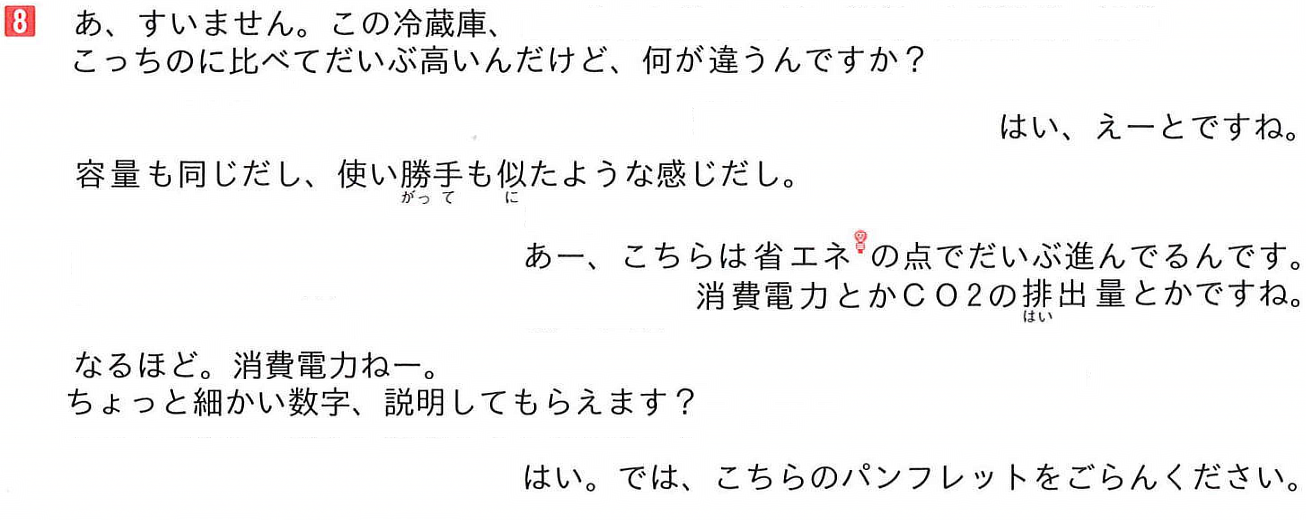 8 あ、すいません。この冷蔵庫、
こっちのに比べてだいぶ高いんだけど、何が違うんですか？
はい、えーとですね。
容量も同じだし、使い勝手も似たような感じだし。
がって に
あー、こちらは省エネの点でだいぶ進んでるんです。
消費電力とかCO2の排出量とかですね。
はい
なるほど。消費電力ねー。
ちょっと細かい数字、説明してもらえます？
はい。では、こちらのパンフレットをごらんください。